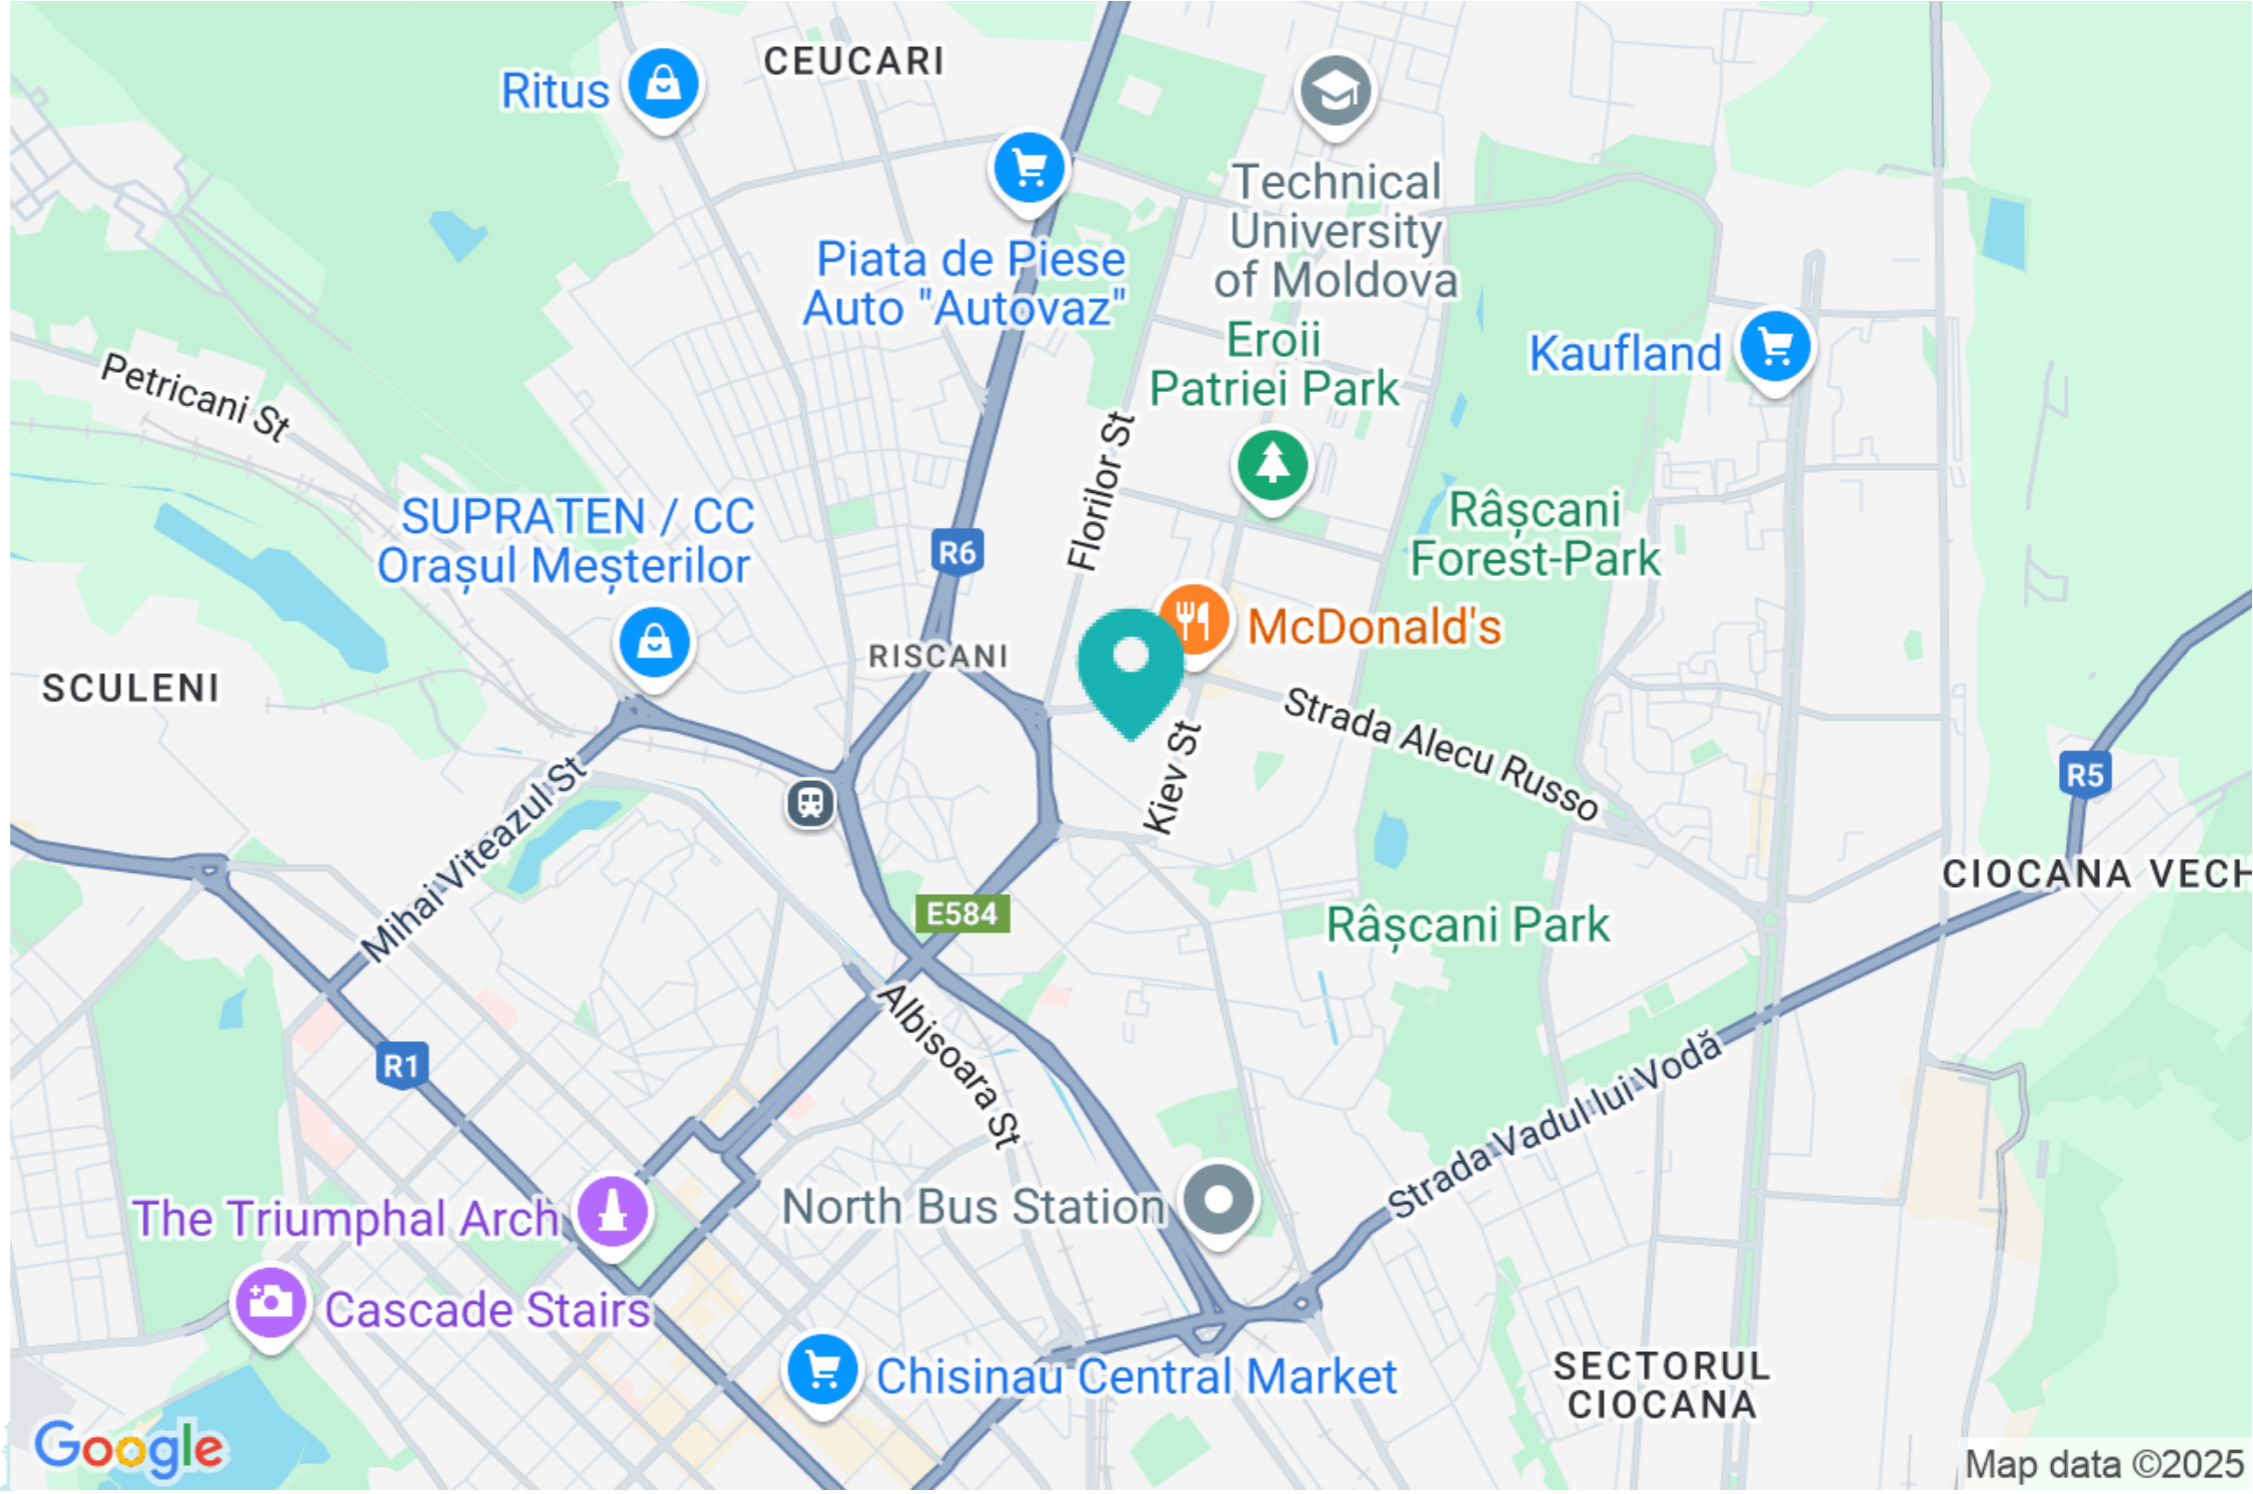 CEUCARI
Ritus
Technical
University
of Moldova
Piata de Piese
Auto "Autovaz"
Eroii
Patriei Park
Kaufland
Petricani St
Florilor St
SUPRATEN / CC
Orașul Meșterilor
R6
Râșcani
Forest-Park
McDonald's
RISCANI
SCULENI
Strada Alecu Russo
Kiev St
R5
Mihai Viteazul St
CIOCANA VECH
E584
Râșcani Park
Albisoara St
R1
Strada Vadul lui Vodă
The Triumphal Arch
North Bus Station
Cascade Stairs
Chisinau Central Market
SECTORUL
CIOCANA
Google
Map data ©2025